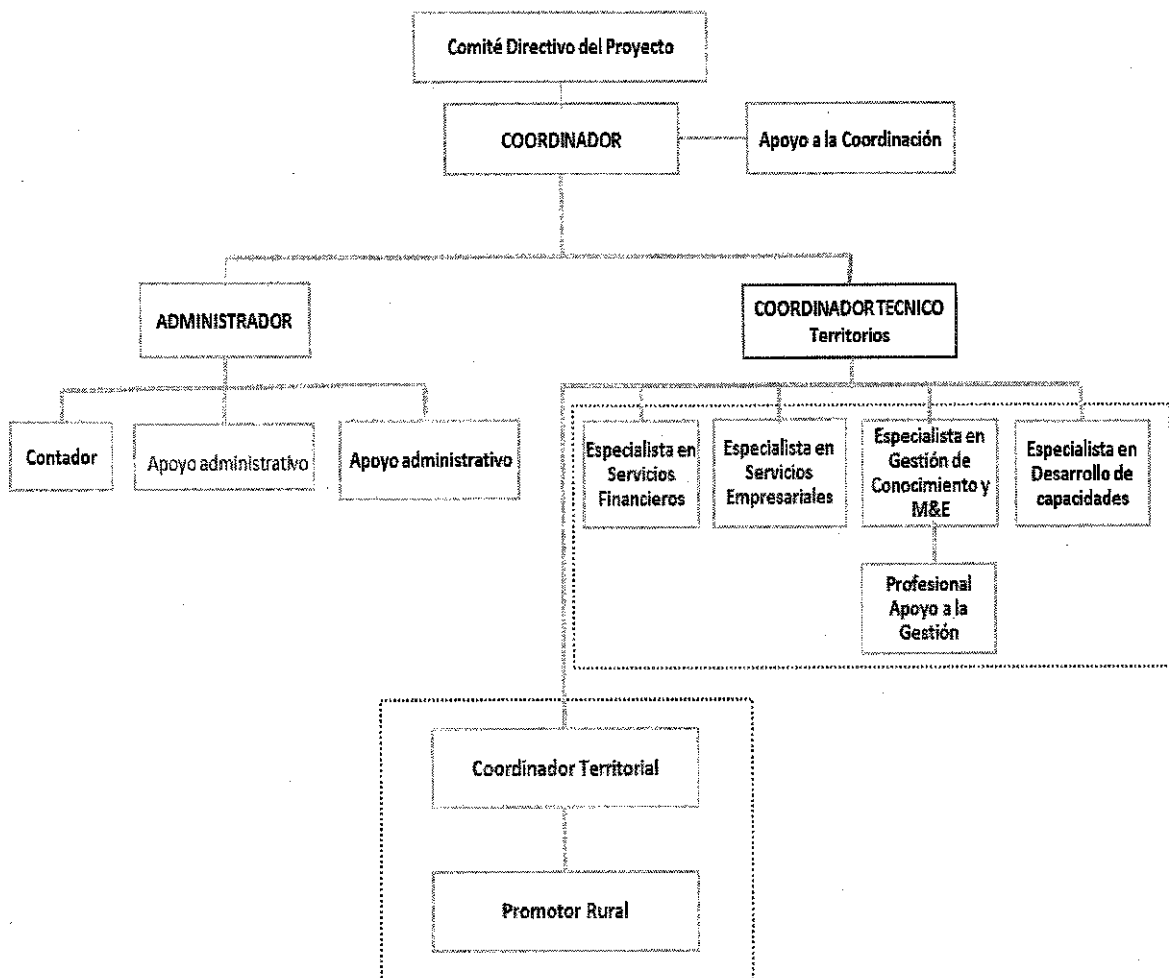 Comité Directivo del Proyecto
COORDINADOR
Apoyo a la Coordinación
ADMINISTRADOR
COORDINADOR TECNICO
Territorios
Contador
Apoyo administrativo
Apoyo administrativo
Especialista en
Servicios
Financieros
Especialista en
Servicios
Empresariales
Especialista en
Gestión de
Conocimiento y
M&E
Especialista en
Desarrollo de
capacidades
Profesional
Apoyo a la
Gestión
Coordinador Territorial
Promotor Rural